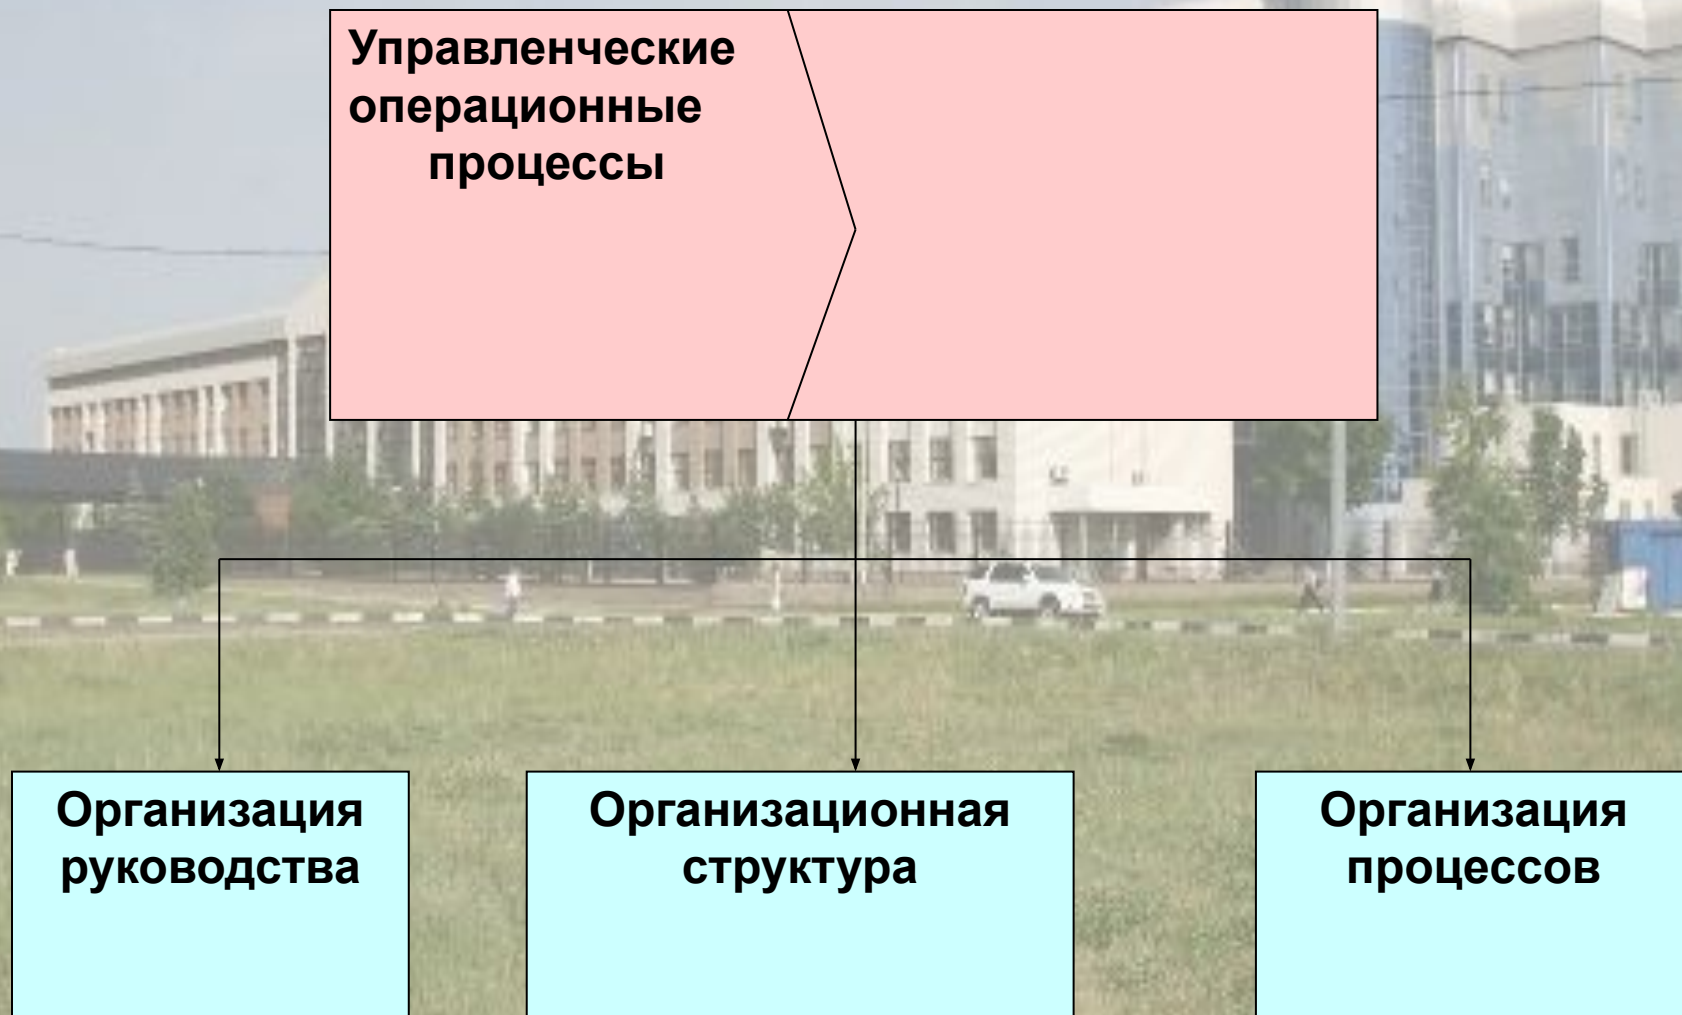 Управленческие
операционные
процессы
Организация
руководства
Организационная
структура
Организация
процессов